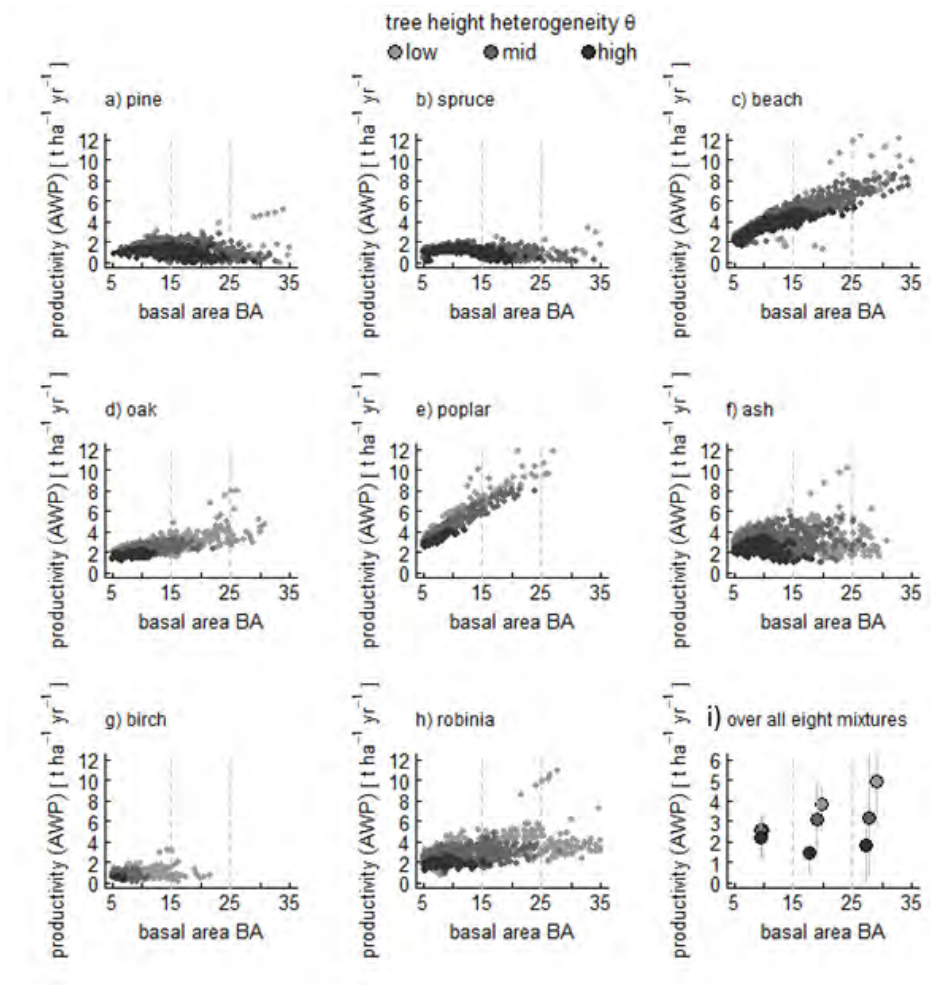 tree height heterogeneity θ
low mid high
a) pine
productivity (AWP) [ t ha⁻¹ yr⁻¹ ]
12
10
8
6
4
2
0
5 15 25 35
basal area BA
b) spruce
productivity (AWP) [ t ha⁻¹ yr⁻¹ ]
12
10
8
6
4
2
0
5 15 25 35
basal area BA
c) beach
productivity (AWP) [ t ha⁻¹ yr⁻¹ ]
12
10
8
6
4
2
0
5 15 25 35
basal area BA
d) oak
productivity (AWP) [ t ha⁻¹ yr⁻¹ ]
12
10
8
6
4
2
0
5 15 25 35
basal area BA
e) poplar
productivity (AWP) [ t ha⁻¹ yr⁻¹ ]
12
10
8
6
4
2
0
5 15 25 35
basal area BA
f) ash
productivity (AWP) [ t ha⁻¹ yr⁻¹ ]
12
10
8
6
4
2
0
5 15 25 35
basal area BA
g) birch
productivity (AWP) [ t ha⁻¹ yr⁻¹ ]
12
10
8
6
4
2
0
5 15 25 35
basal area BA
h) robinia
productivity (AWP) [ t ha⁻¹ yr⁻¹ ]
12
10
8
6
4
2
0
5 15 25 35
basal area BA
i) over all eight mixtures
productivity (AWP) [ t ha⁻¹ yr⁻¹ ]
6
5
4
3
2
1
0
5 15 25 35
basal area BA